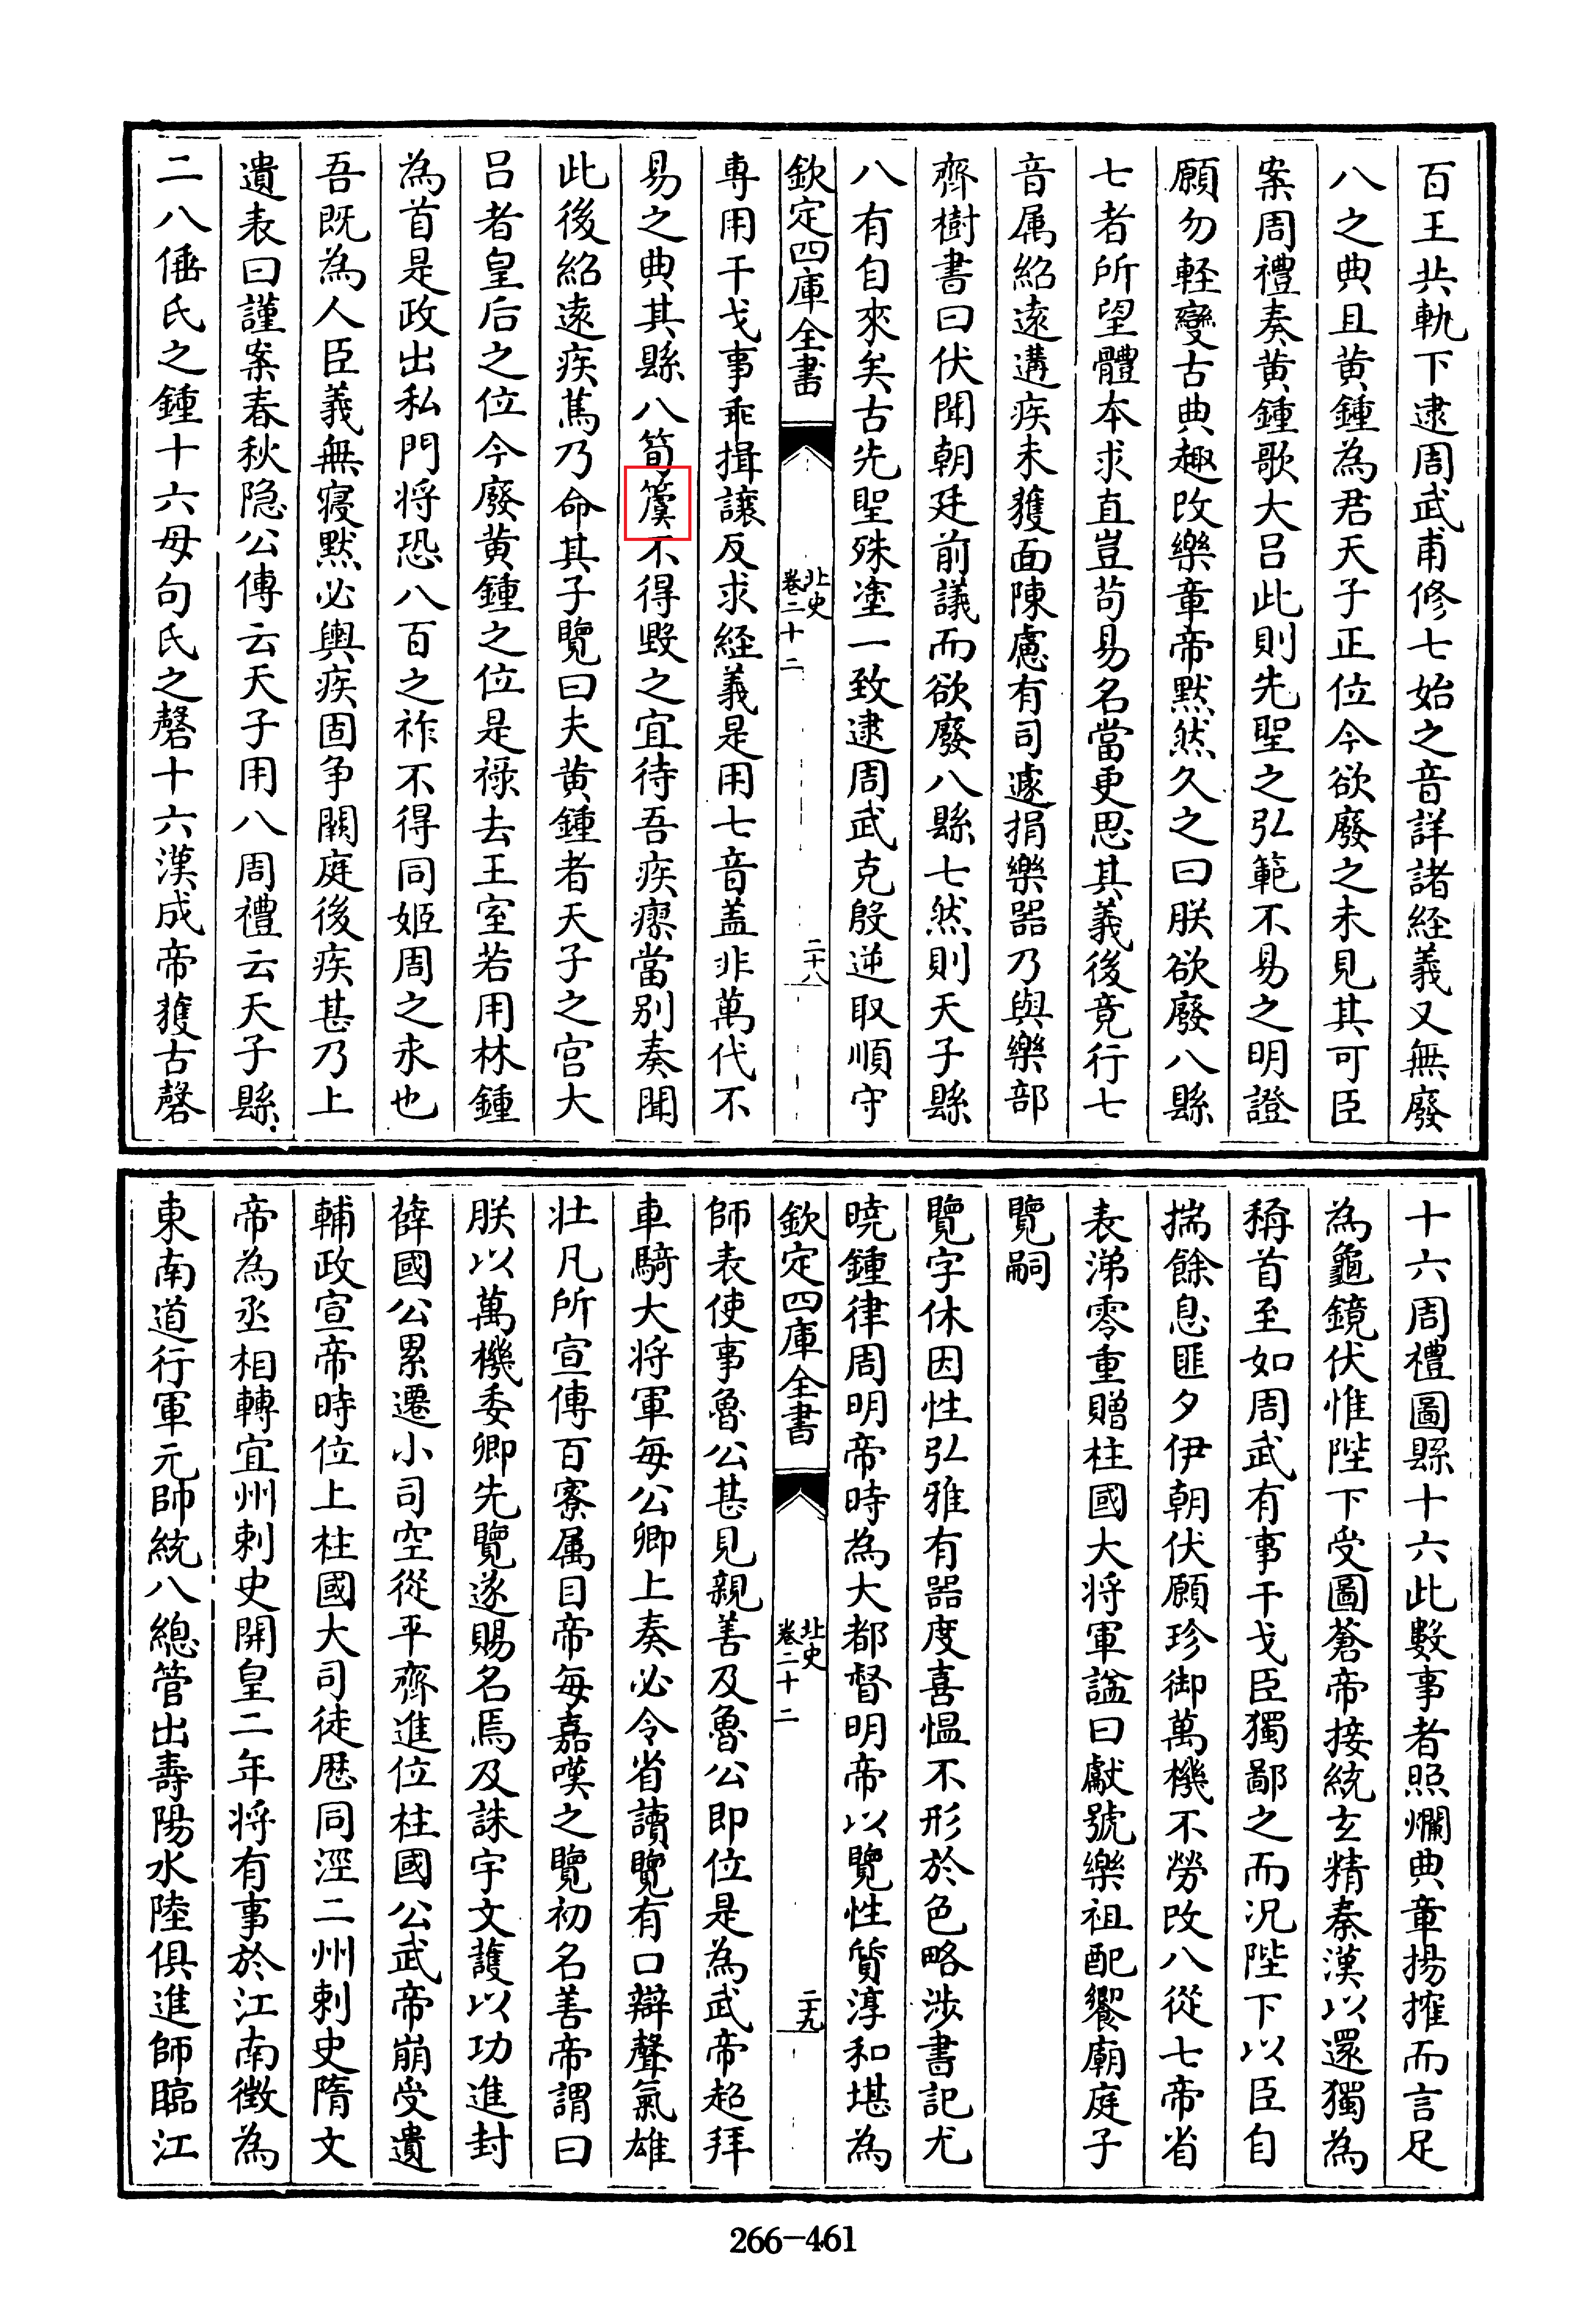 百王共軌下逮周武甫修七始之音詳諸經義又無廢
八之典且黄鍾為君天子正位今欲廢之未見其可臣
案周禮奏黄鍾歌大吕此則先聖之弘範不易之明證
願勿輕變古典趣改樂章帝黙然久之曰朕欲廢八縣
七者所望體本求直豈苟易名當更思其義後竟行七
音属紹遠遘疾未獲面陳慮有司遽捐樂器乃與樂部
齊樹書曰伏聞朝廷前議而欲廢八縣七然則天子縣
八有自來矣古先聖殊塗一致逮周武克殷逆取順守
欽定四庫全書
北史
卷二十二
二十八
専用干戈事乖揖讓反求經義是用七音盖非萬代不
易之典其縣八筍簴不得毁之宜待吾疾瘳當别奏聞
此後紹遠疾篤乃命其子覽曰夫黄鍾者天子之宫大
吕者皇后之位今廢黄鍾之位是禄去王室若用林鍾
為首是政出私門将恐八百之祚不得同姬周之永也
吾既為人臣義無寑黙必輿疾固争闕庭後疾甚乃上
遺表曰謹案春秋隐公傳云天子用八周禮云天子縣
二八倕氏之鍾十六毋句氏之磬十六漢成帝獲古磬
十六周禮圖縣十六此數事者照爛典章揚搉而言足
為龜鏡伏惟陛下受圖蒼帝接統玄精秦漢以還獨為
稱首至如周武有事干戈臣獨鄙之而况陛下以臣自
揣餘息匪夕伊朝伏願珍御萬機不勞改八從七帝省
表涕零重贈柱國大将軍諡曰獻號樂祖配饗廟庭子
覽嗣
覽字休因性弘雅有器度喜愠不形於色略涉書記尤
曉鍾律周明帝時為大都督明帝以覽性質淳和堪為
欽定四庫全書
北史
卷二十二
二十九
師表使事魯公甚見親善及魯公即位是為武帝超拜
車騎大将軍每公卿上奏必令省讀覽有口辯聲氣雄
壯凡所宣傳百寮属目帝每嘉嘆之覽初名善帝謂曰
朕以萬機委卿先覽遂賜名焉及誅宇文䕶以功進封
薛國公累遷小司空從平齊進位柱國公武帝崩受遺
輔政宣帝時位上柱國大司徒厯同涇二州刺史隋文
帝為丞相轉宜州刺史開皇二年将有事於江南徴為
東南道行軍元帥統八總管出壽陽水陸俱進師臨江
266-461